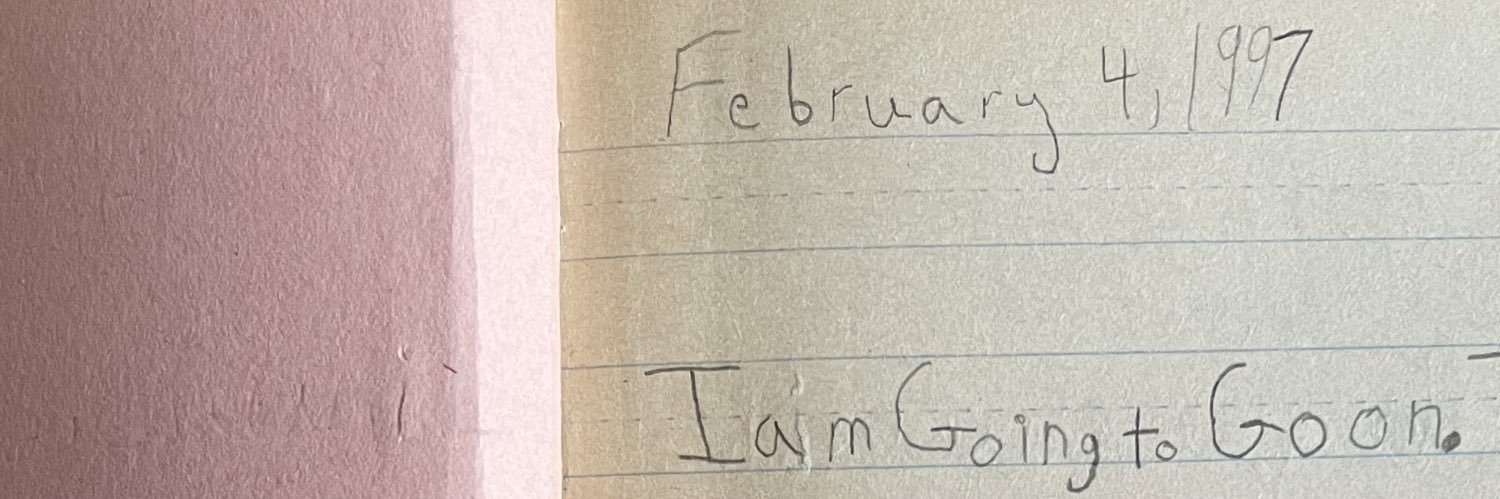 February 4, 1997
I am Going to Go on.